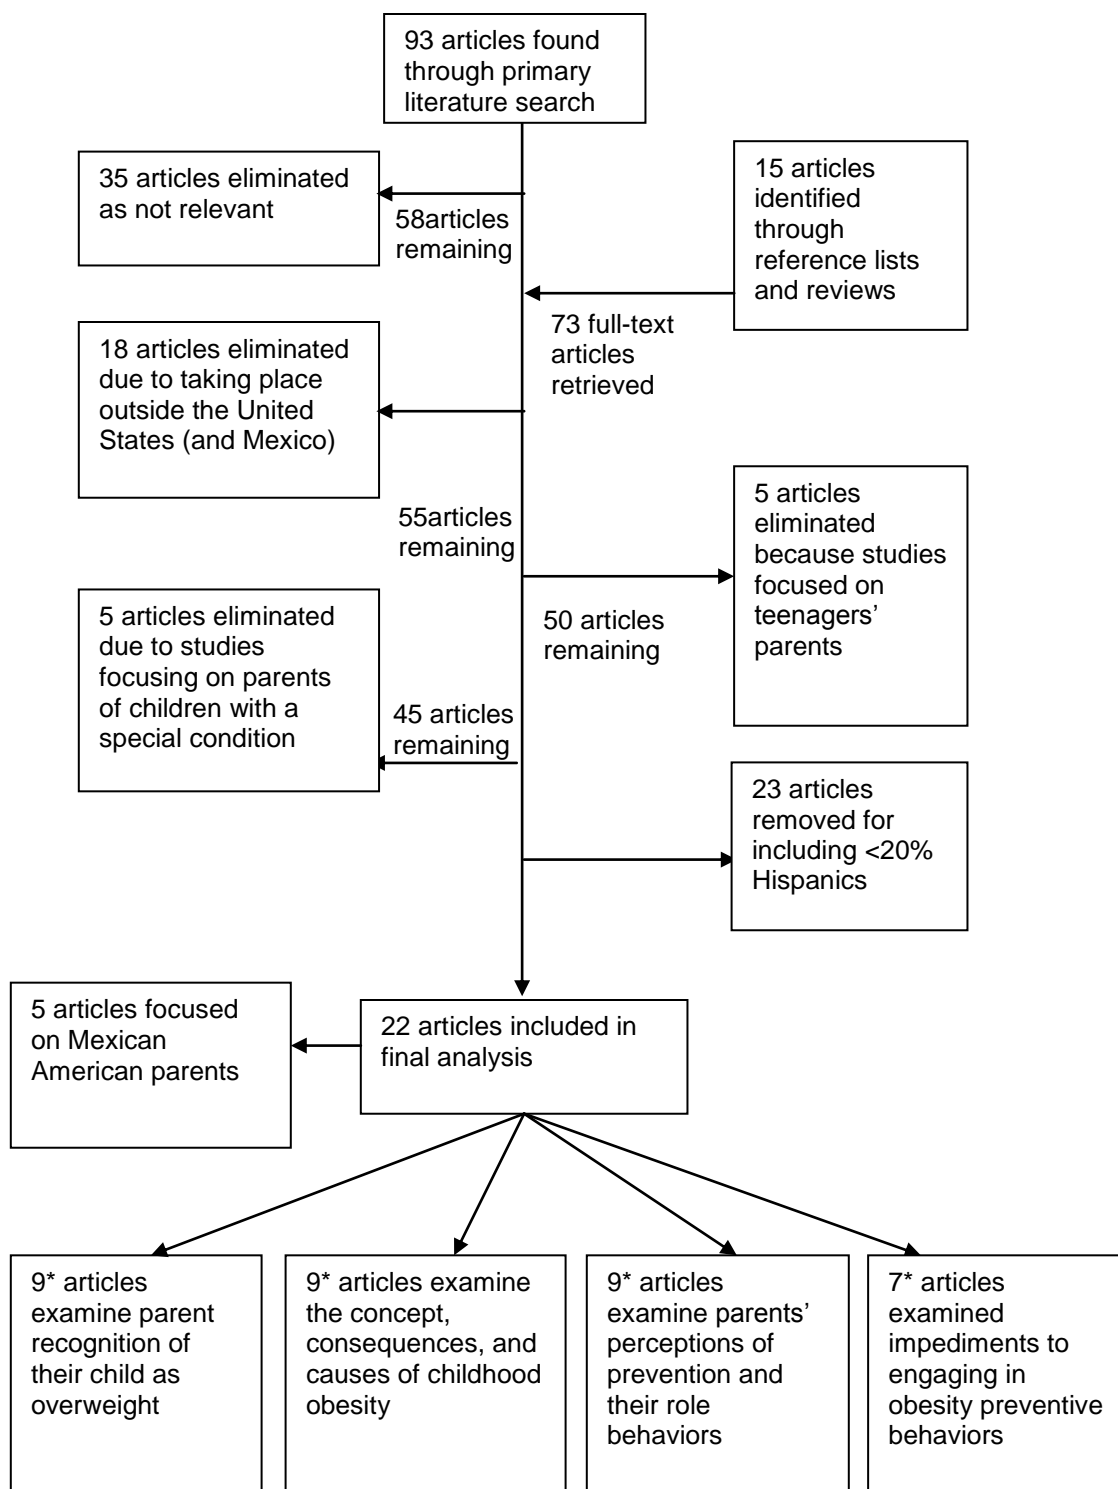 93 articles found
through primary
literature search
35 articles eliminated
as not relevant
58articles
remaining
15 articles
identified
through
reference lists
and reviews
73 full-text
articles
retrieved
18 articles eliminated
due to taking place
outside the United
States (and Mexico)
55articles
remaining
5 articles
eliminated
because studies
focused on
teenagers’
parents
50 articles
remaining
5 articles eliminated
due to studies
focusing on parents
of children with a
special condition
45 articles
remaining
23 articles
removed for
including <20%
Hispanics
5 articles focused
on Mexican
American parents
22 articles included in
final analysis
9* articles
examine parent
recognition of
their child as
overweight
9* articles examine
the concept,
consequences, and
causes of childhood
obesity
9* articles
examine parents’
perceptions of
prevention and
their role
behaviors
7* articles
examined
impediments to
engaging in
obesity preventive
behaviors